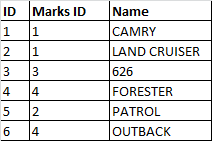 ID Marks ID Name
1 1 CAMRY
2 1 LAND CRUISER
3 3 626
4 4 FORESTER
5 2 PATROL
6 4 OUTBACK